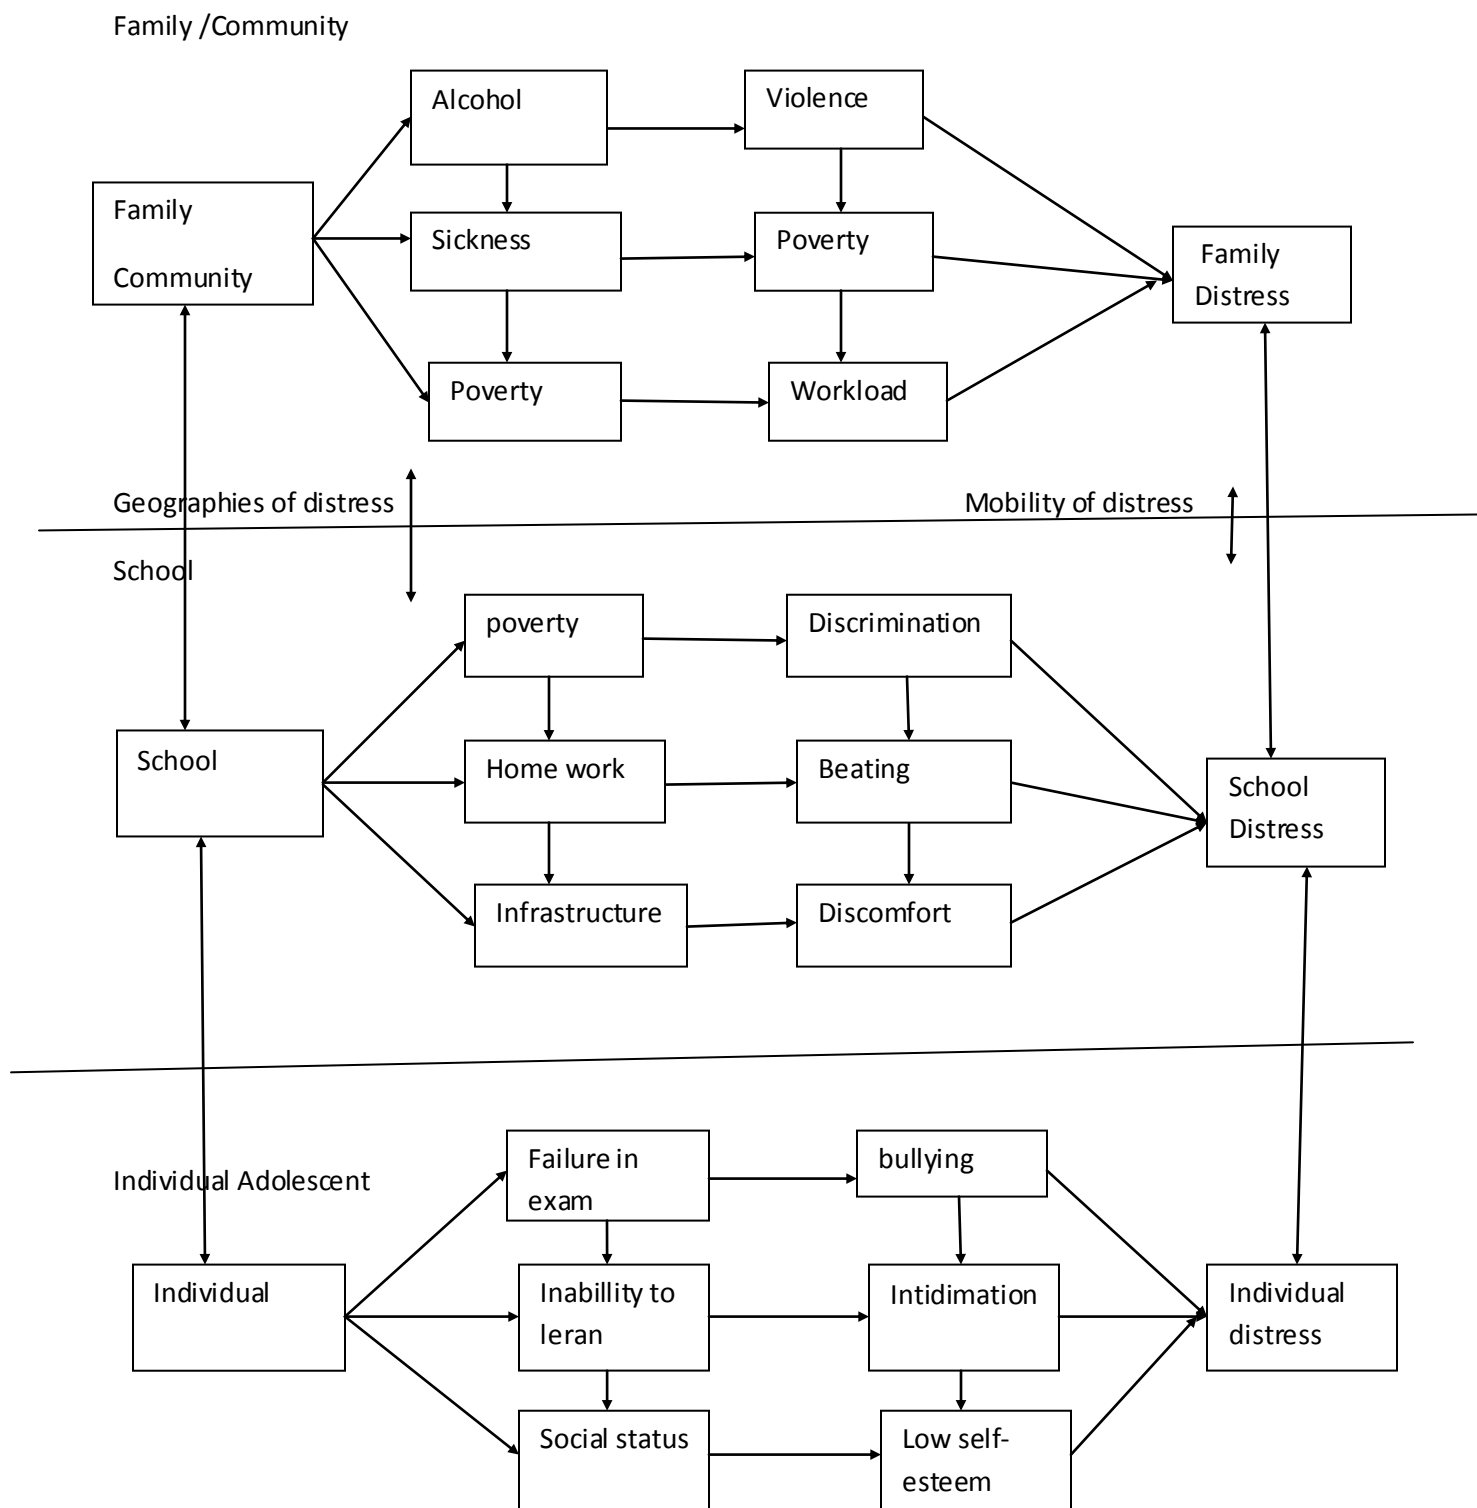 Family /Community
Alcohol
Violence
Family
Community
Sickness
Poverty
Family
Distress
Poverty
Workload
Geographies of distress
Mobility of distress
School
poverty
Discrimination
School
Home work
Beating
School
Distress
Infrastructure
Discomfort
Individual Adolescent
Failure in
exam
bullying
Individual
Inabillity to
leran
Intidimation
Individual
distress
Social status
Low self-
esteem